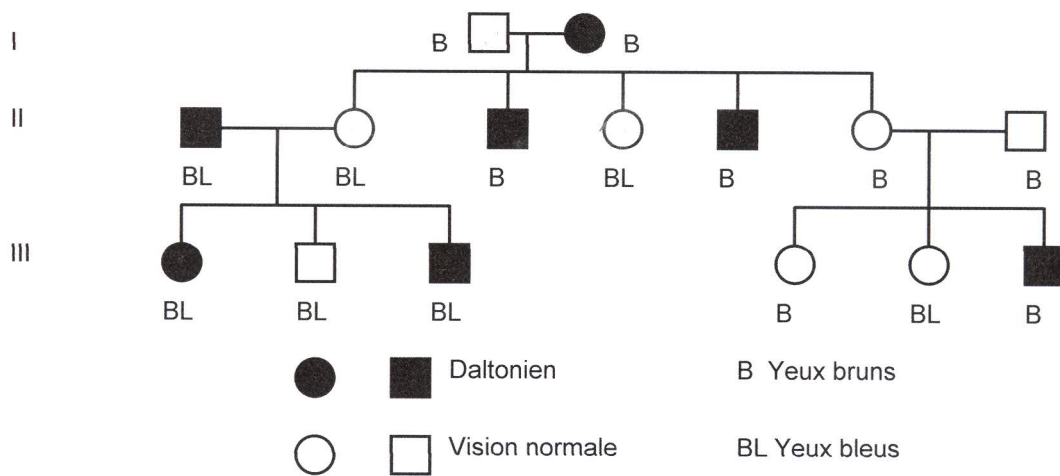 I
B B
II
BL BL B BL B B B
III
BL BL BL B BL B
Daltonien B Yeux bruns
Vision normale BL Yeux bleus